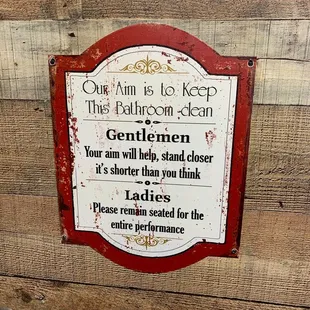 Our Aim is to Keep
This Bathroom clean
Gentlemen
Your aim will help, stand closer
it's shorter than you think
Ladies
Please remain seated for the
entire performance